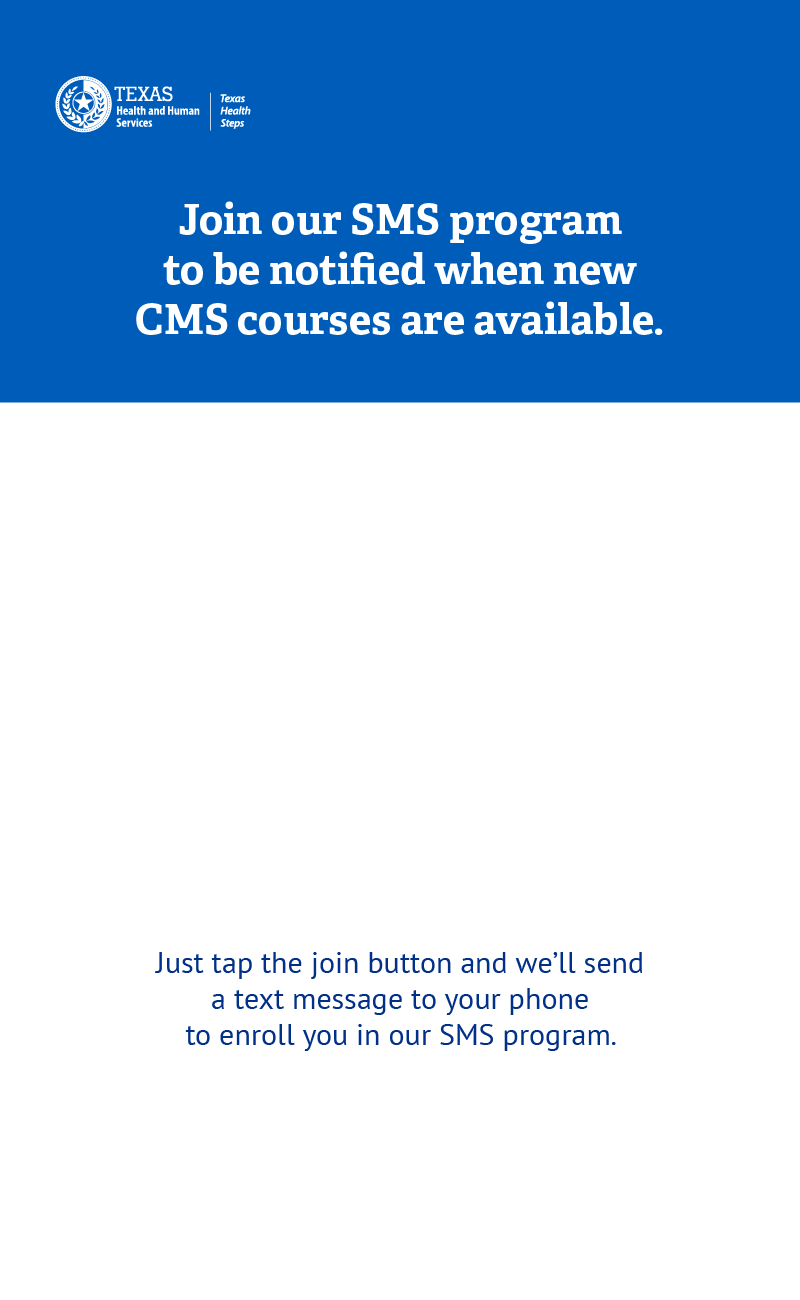 TEXAS
Health and Human
Services
Texas
Health
Steps
Join our SMS program
to be notified when new
CMS courses are available.
Just tap the join button and we’ll send
a text message to your phone
to enroll you in our SMS program.